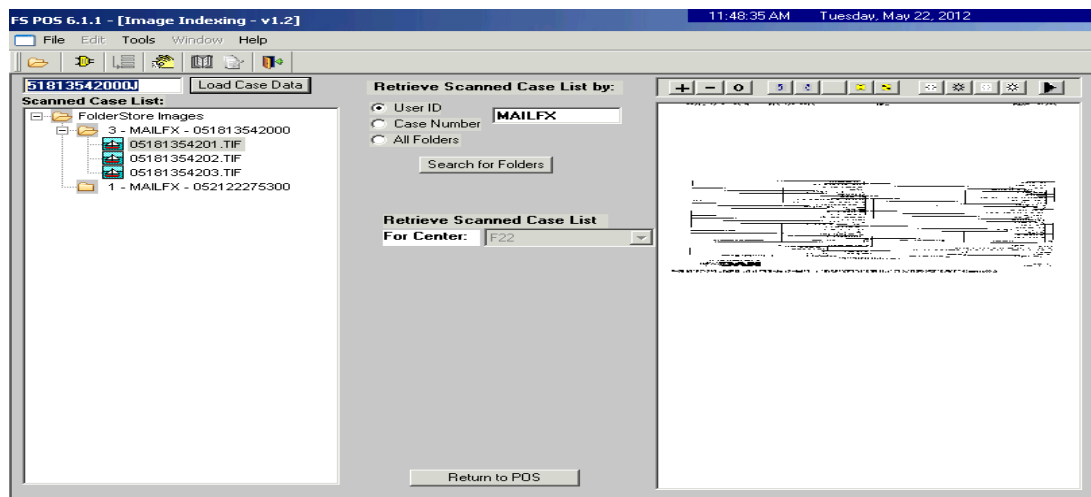 FS POS 6.1.1 - [Image Indexing - v1.2]
11:48:35 AM Tuesday, May 22, 2012
File Edit Tools Window Help
51813542000J
Load Case Data
Scanned Case List:
FolderStore Images
3 - MAILFX - 051813542000
05181354201.TIF
05181354202.TIF
05181354203.TIF
1 - MAILFX - 052122275300
Retrieve Scanned Case List by:
User ID
MAILFX
Case Number
All Folders
Search for Folders
Retrieve Scanned Case List
For Center:
F22
Return to POS